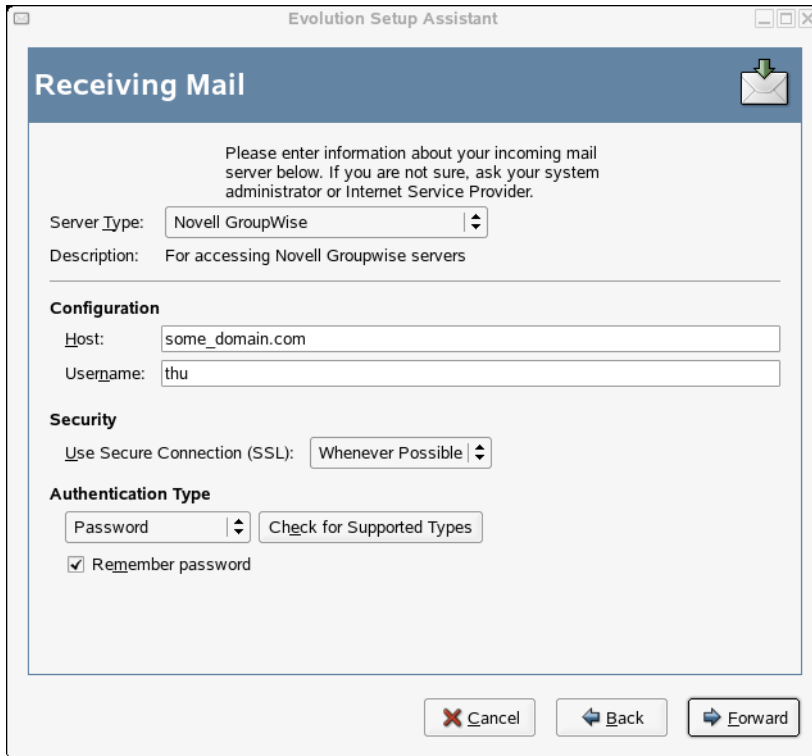 Evolution Setup Assistant
Receiving Mail
Please enter information about your incoming mail
server below. If you are not sure, ask your system
administrator or Internet Service Provider.
Server Type: Novell GroupWise
Description: For accessing Novell Groupwise servers
Configuration
Host: some_domain.com
Username: thu
Security
Use Secure Connection (SSL): Whenever Possible
Authentication Type
Password Check for Supported Types
Remember password
Cancel Back Forward